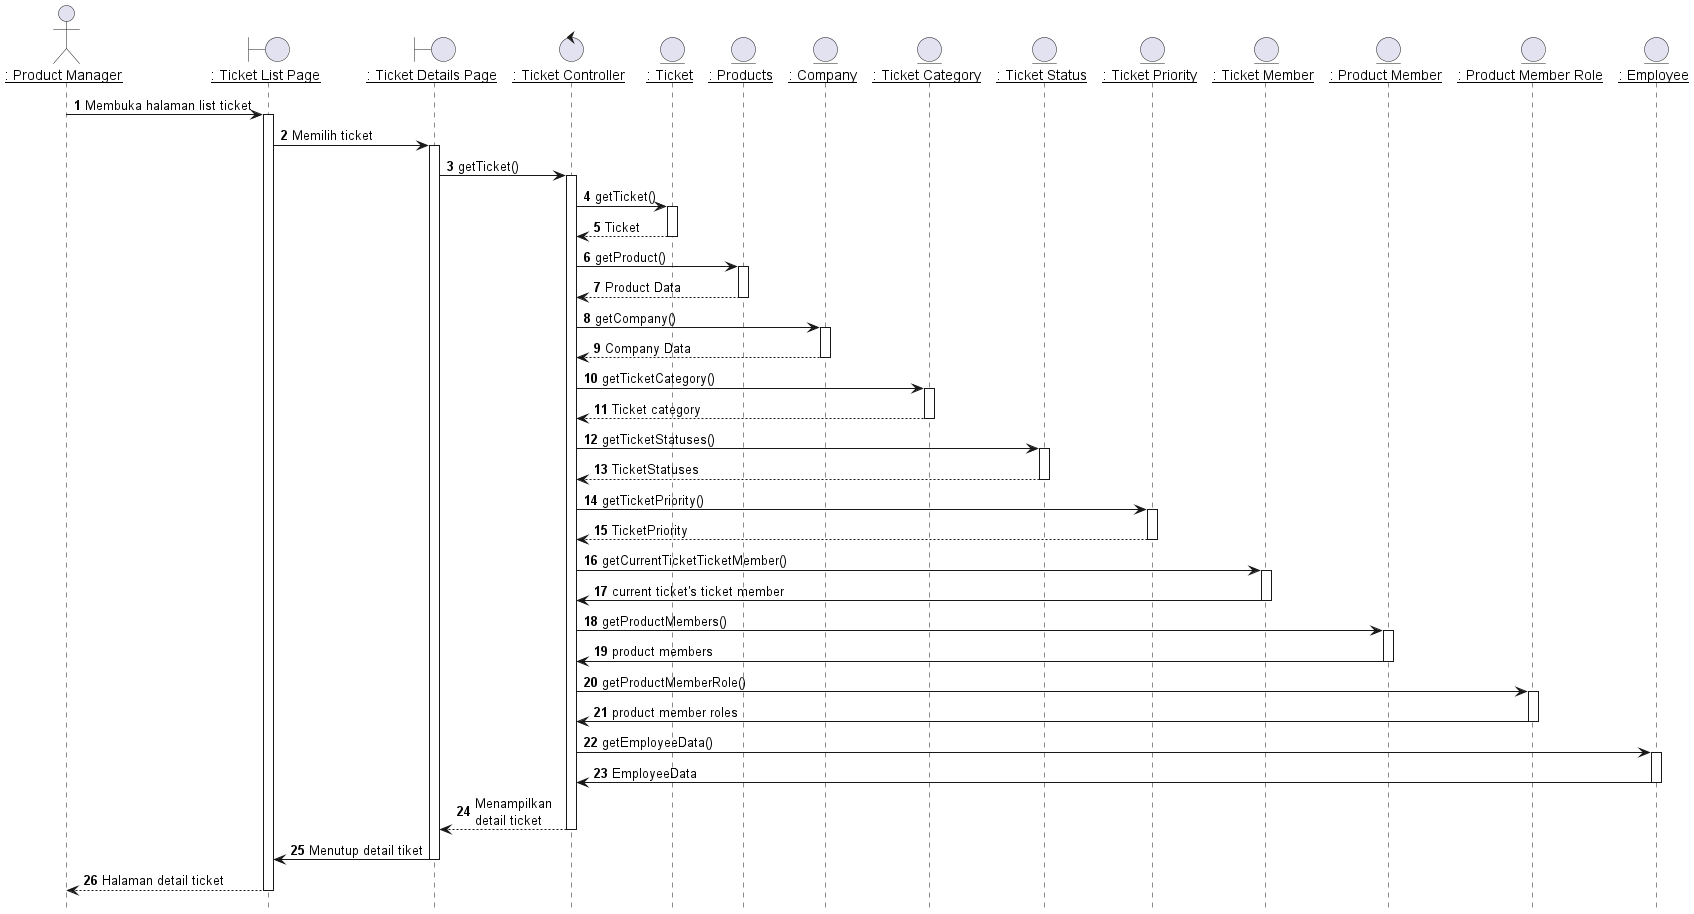 : Product Manager
: Ticket List Page
: Ticket Details Page
: Ticket Controller
: Ticket
: Products
: Company
: Ticket Category
: Ticket Status
: Ticket Priority
: Ticket Member
: Product Member
: Product Member Role
: Employee
1 Membuka halaman list ticket
2 Memilih ticket
3 getTicket()
4 getTicket()
5 Ticket
6 getProduct()
7 Product Data
8 getCompany()
9 Company Data
10 getTicketCategory()
11 Ticket category
12 getTicketStatuses()
13 TicketStatuses
14 getTicketPriority()
15 TicketPriority
16 getCurrentTicketTicketMember()
17 current ticket's ticket member
18 getProductMembers()
19 product members
20 getProductMemberRole()
21 product member roles
22 getEmployeeData()
23 EmployeeData
24 Menampilkan
detail ticket
25 Menutup detail tiket
26 Halaman detail ticket